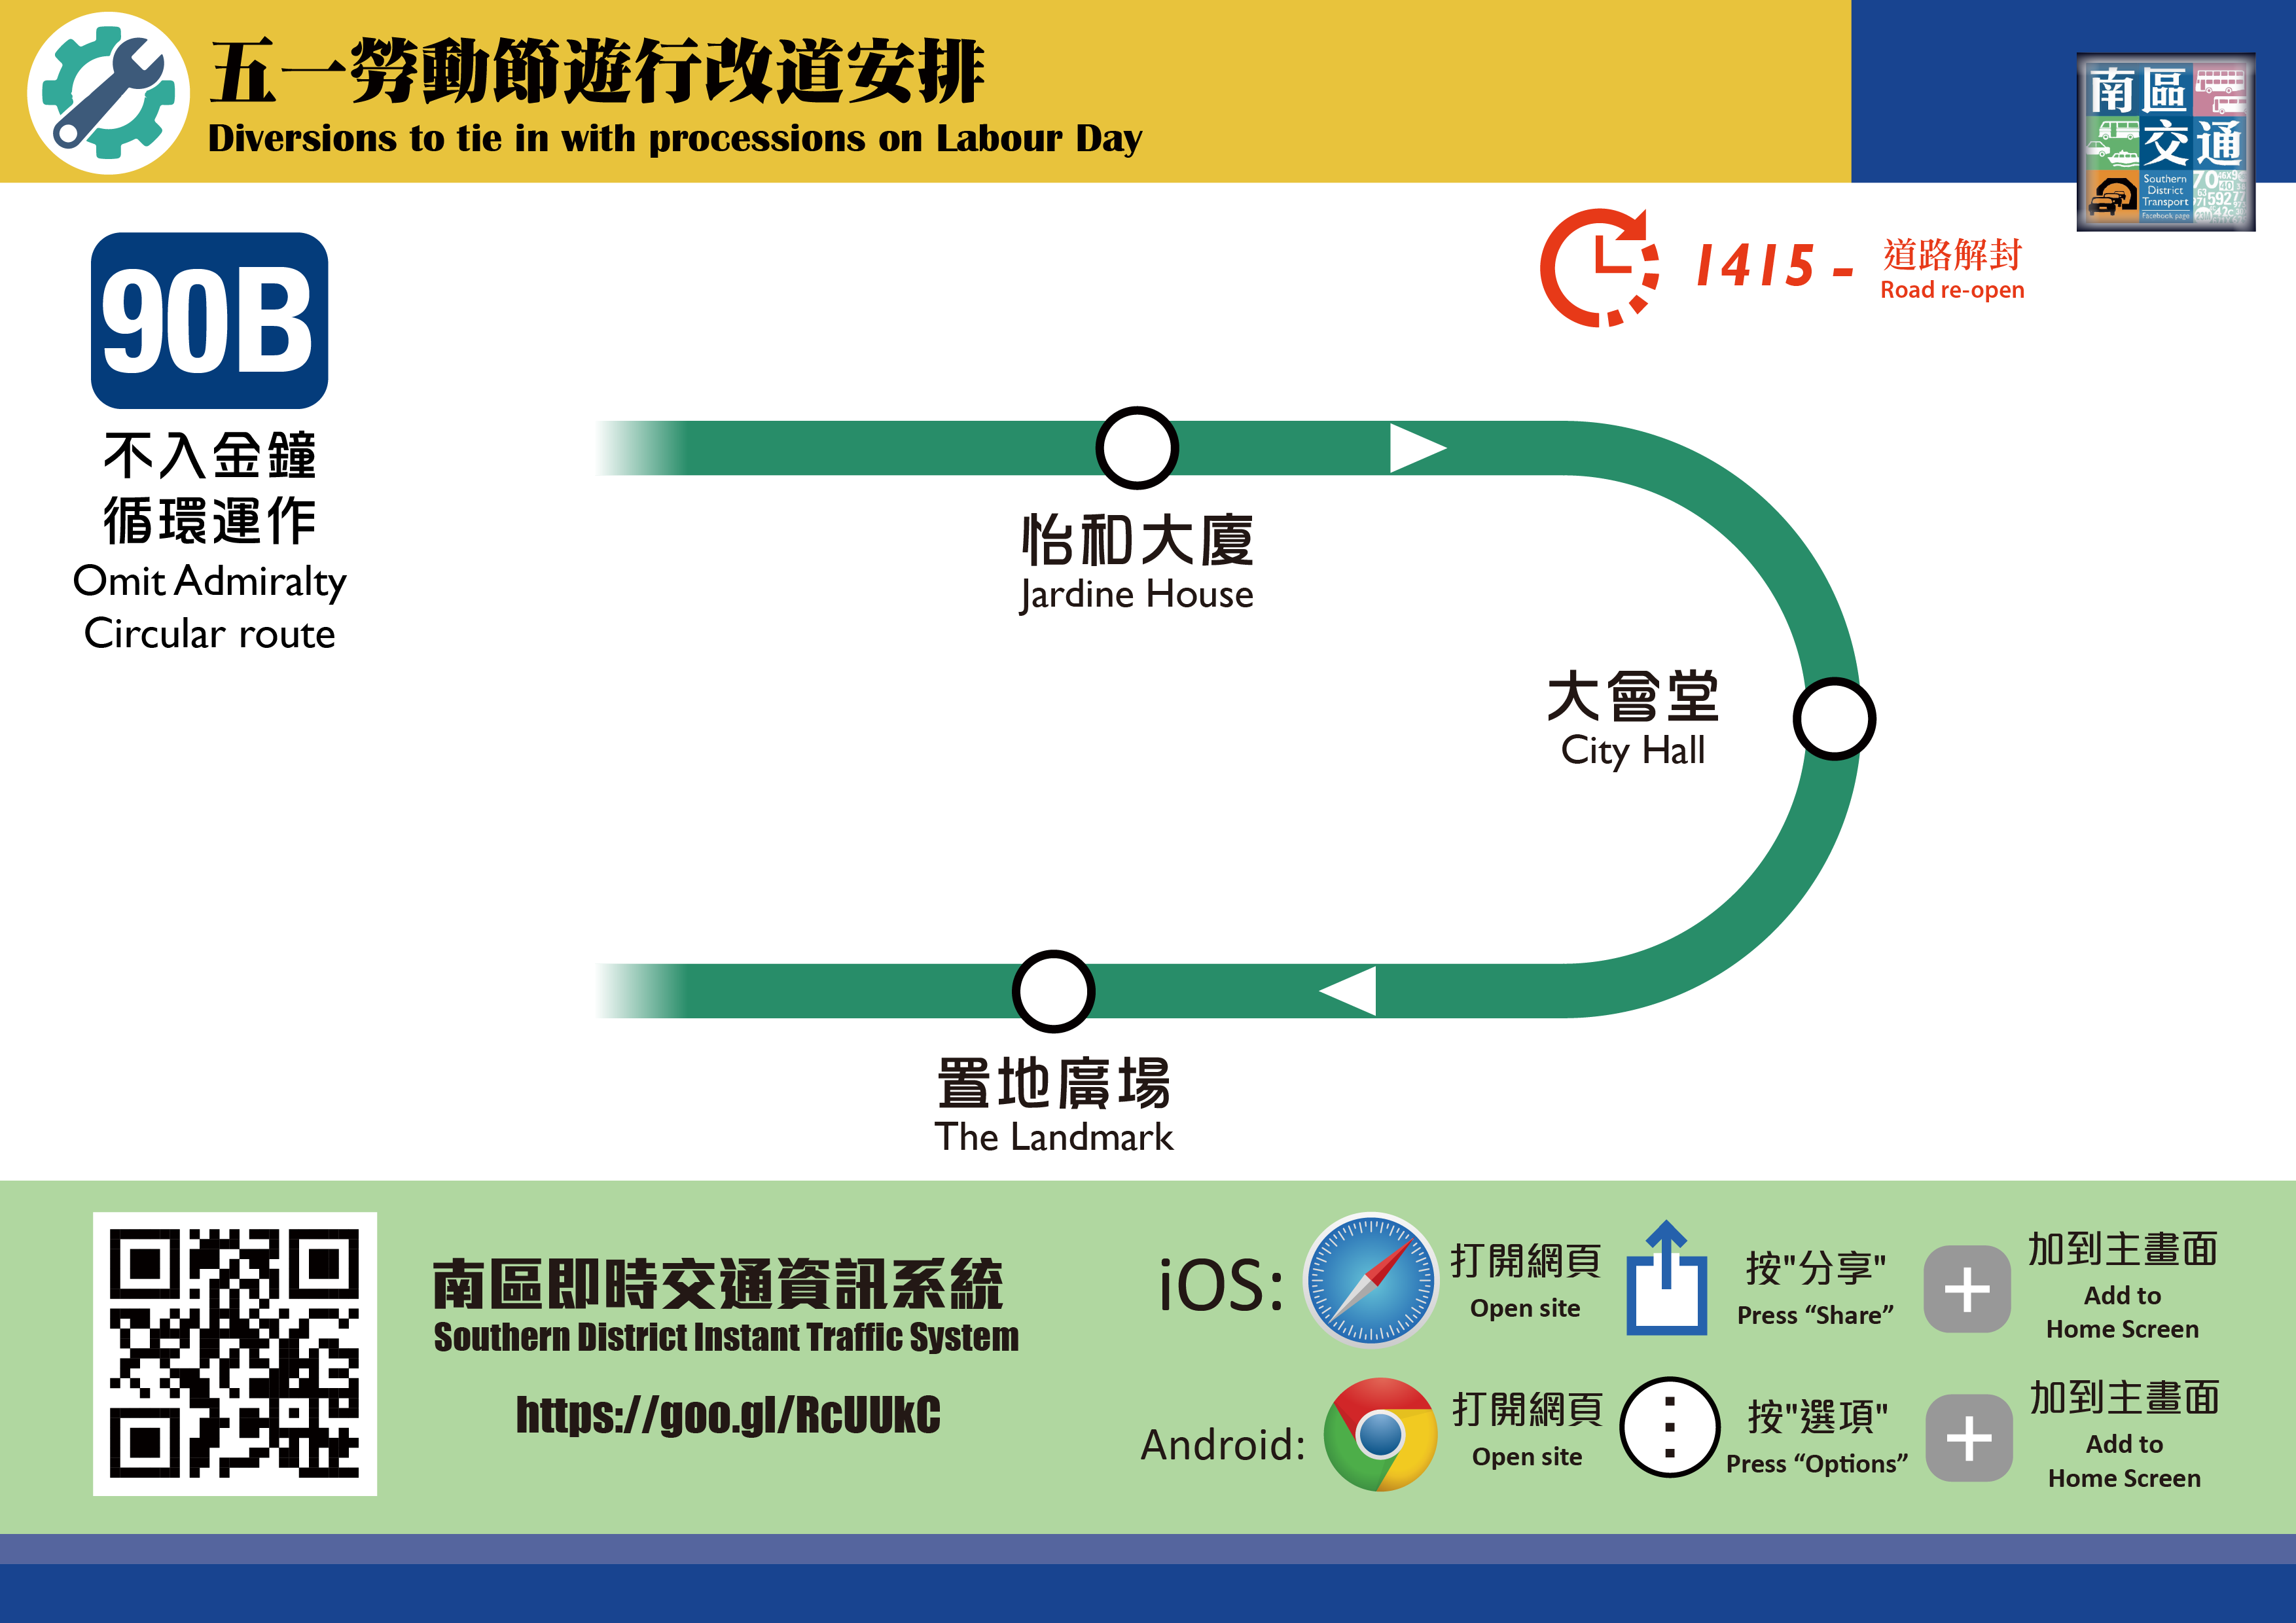 五一勞動節遊行改道安排
Diversions to tie in with processions on Labour Day
南區
交通
Southern
District
Transport
Facebook page
90B
不入金鐘
循環運作
Omit Admiralty
Circular route
1415 -
道路解封
Road re-open
怡和大廈
Jardine House
大會堂
City Hall
置地廣場
The Landmark
南區即時交通資訊系統
Southern District Instant Traffic System
https://goo.gl/RcUUkC
iOS:
打開網頁
Open site
按"分享"
Press “Share”
加到主畫面
Add to
Home Screen
Android:
打開網頁
Open site
按"選項"
Press “Options”
加到主畫面
Add to
Home Screen